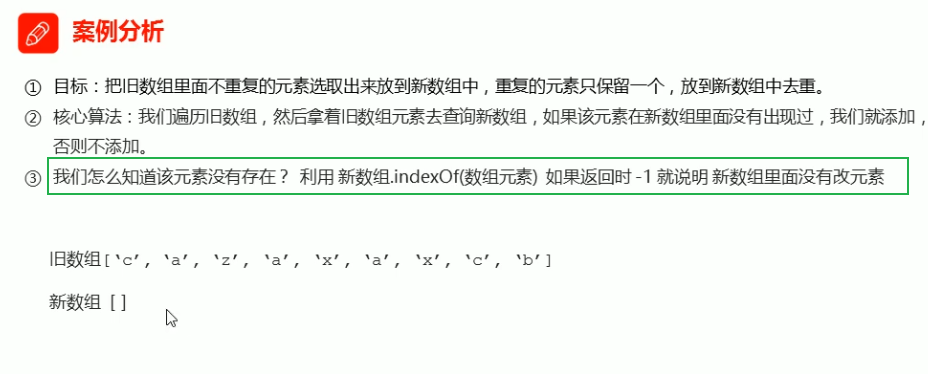 案例分析
① 目标：把旧数组里面不重复的元素选取出来放到新数组中，重复的元素只保留一个，放到新数组中去重。
② 核心算法：我们遍历旧数组，然后拿着旧数组元素去查询新数组，如果该元素在新数组里面没有出现过，我们就添加，
否则不添加。
③ 我们怎么知道该元素没有存在？ 利用 新数组.indexOf(数组元素) 如果返回时 -1 就说明 新数组里面没有改元素
旧数组[‘c’, ‘a’, ‘z’, ‘a’, ‘x’, ‘a’, ‘x’, ‘c’, ‘b’]
新数组 [ ]